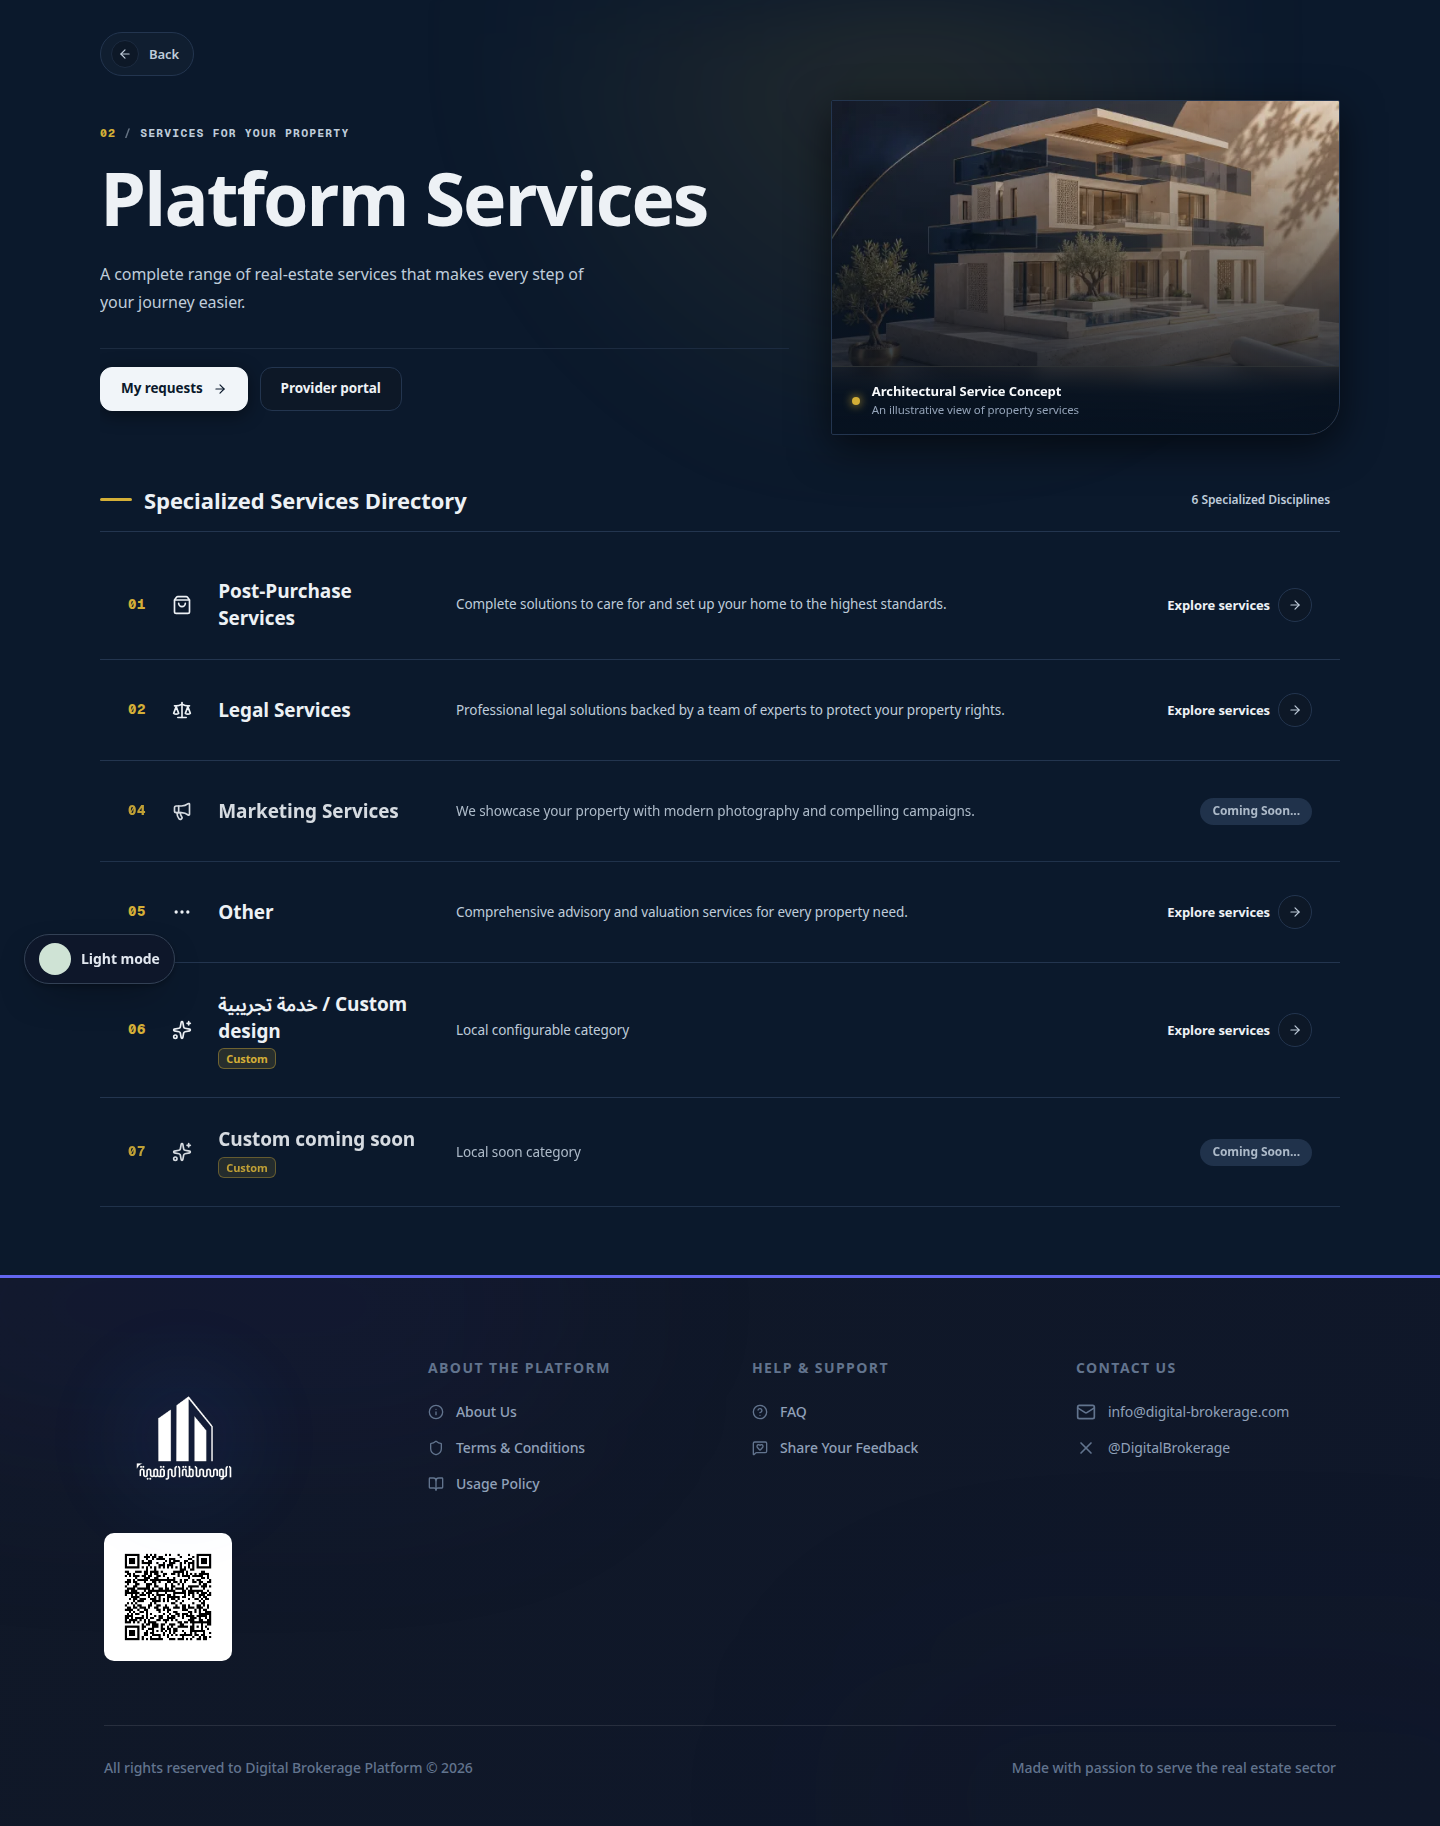 Back
02 / SERVICES FOR YOUR PROPERTY
Platform Services
A complete range of real-estate services that makes every step of
your journey easier.
My requests
Provider portal
Architectural Service Concept
An illustrative view of property services
Specialized Services Directory
6 Specialized Disciplines
01
Post-Purchase
Services
Complete solutions to care for and set up your home to the highest standards.
Explore services
02
Legal Services
Professional legal solutions backed by a team of experts to protect your property rights.
Explore services
04
Marketing Services
We showcase your property with modern photography and compelling campaigns.
Coming Soon...
05
Other
Comprehensive advisory and valuation services for every property need.
Explore services
Light mode
06
خدمة تجريبية / Custom
design
Custom
Local configurable category
Explore services
07
Custom coming soon
Custom
Local soon category
Coming Soon...
الوساطة الرقمية
ABOUT THE PLATFORM
About Us
Terms & Conditions
Usage Policy
HELP & SUPPORT
FAQ
Share Your Feedback
CONTACT US
info@digital-brokerage.com
@DigitalBrokerage
All rights reserved to Digital Brokerage Platform © 2026
Made with passion to serve the real estate sector